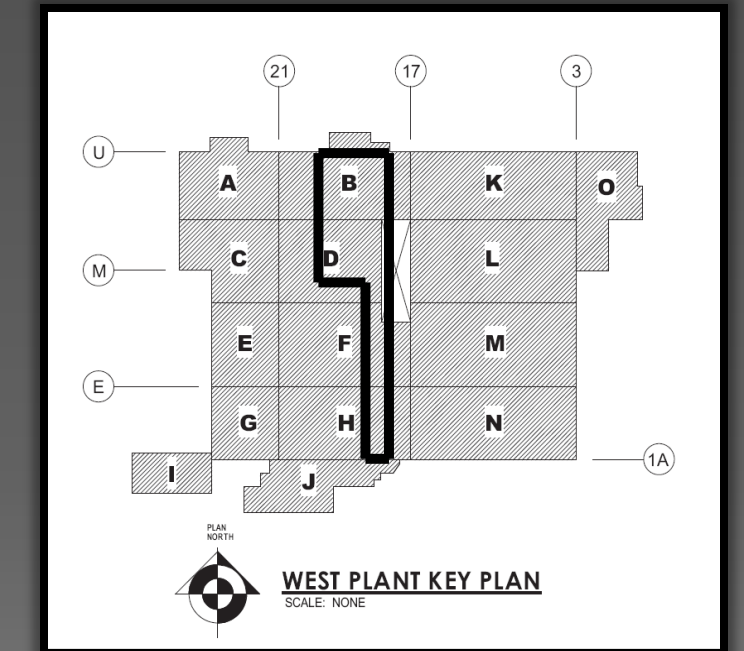 21 17 3
U
A B K O
C D L
M
E F M
E
G H N
I J 1A
PLAN
NORTH
WEST PLANT KEY PLAN
SCALE: NONE